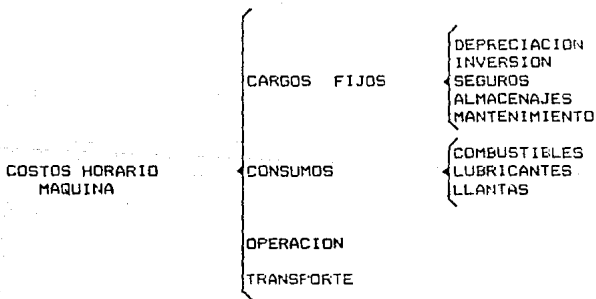 COSTOS HORARIO
MAQUINA
CARGOS FIJOS
DEPRECIACION
INVERSION
SEGUROS
ALMACENAJES
MANTENIMIENTO
CONSUMOS
COMBUSTIBLES
LUBRICANTES
LLANTAS
OPERACION
TRANSPORTE